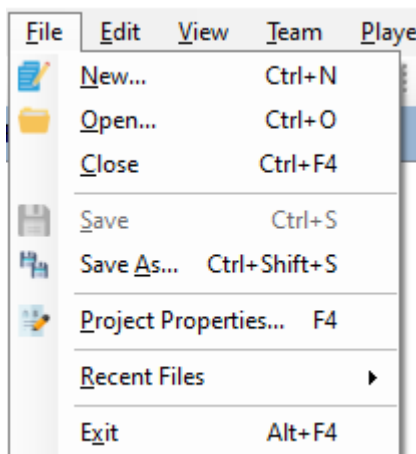 File Edit View Team Playe
New... Ctrl+N
Open... Ctrl+O
Close Ctrl+F4
Save Ctrl+S
Save As... Ctrl+Shift+S
Project Properties... F4
Recent Files
Exit Alt+F4